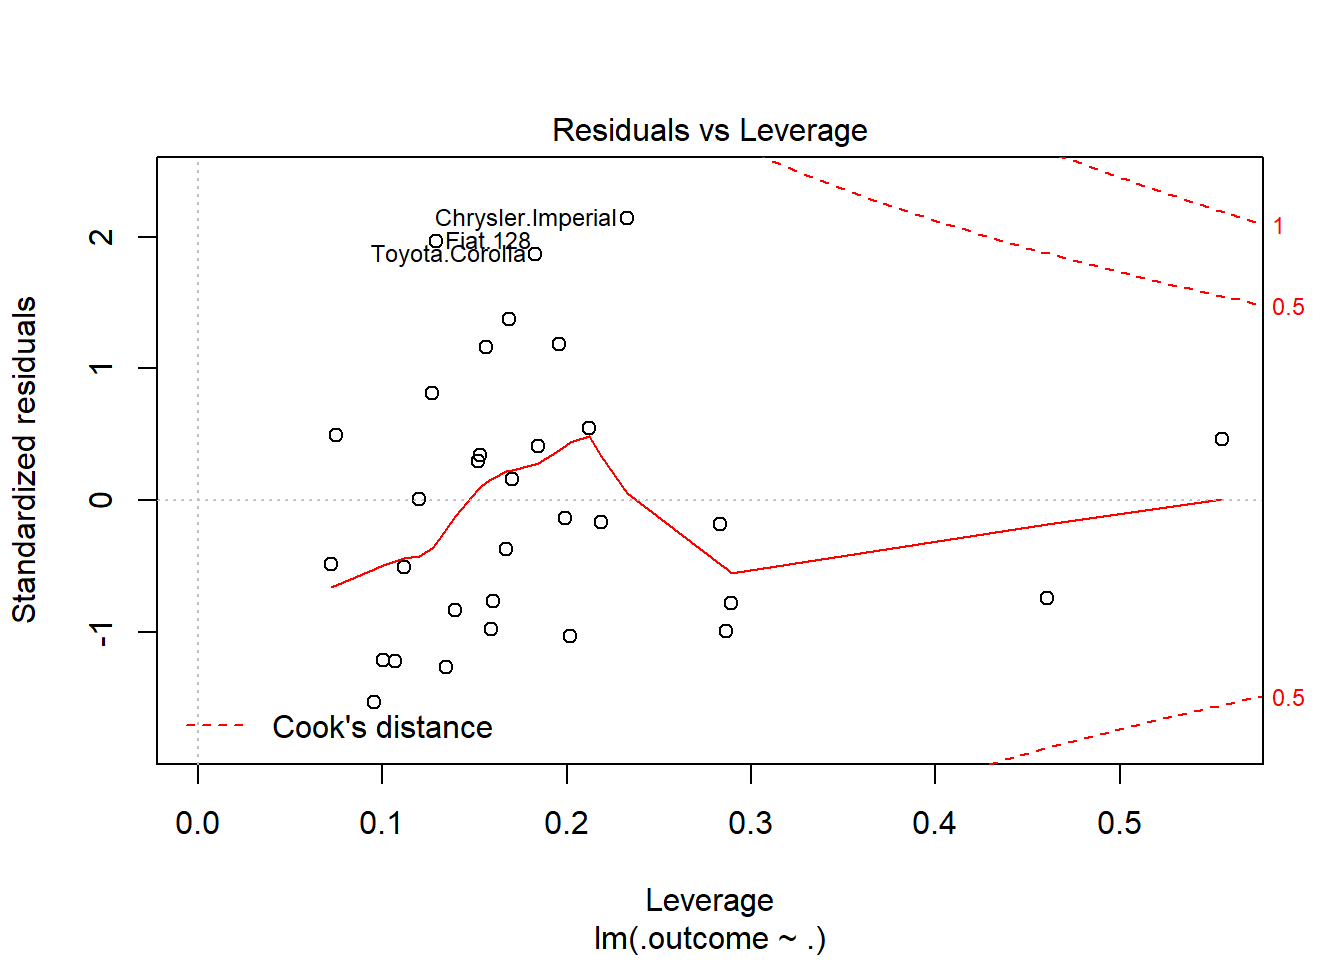 Residuals vs Leverage
Standardized residuals
2
1
0
-1
Chrysler.Imperial
Fiat.128
Toyota.Corolla
1
0.5
0.5
Cook's distance
0.0 0.1 0.2 0.3 0.4 0.5
Leverage
lm(.outcome ~ .)